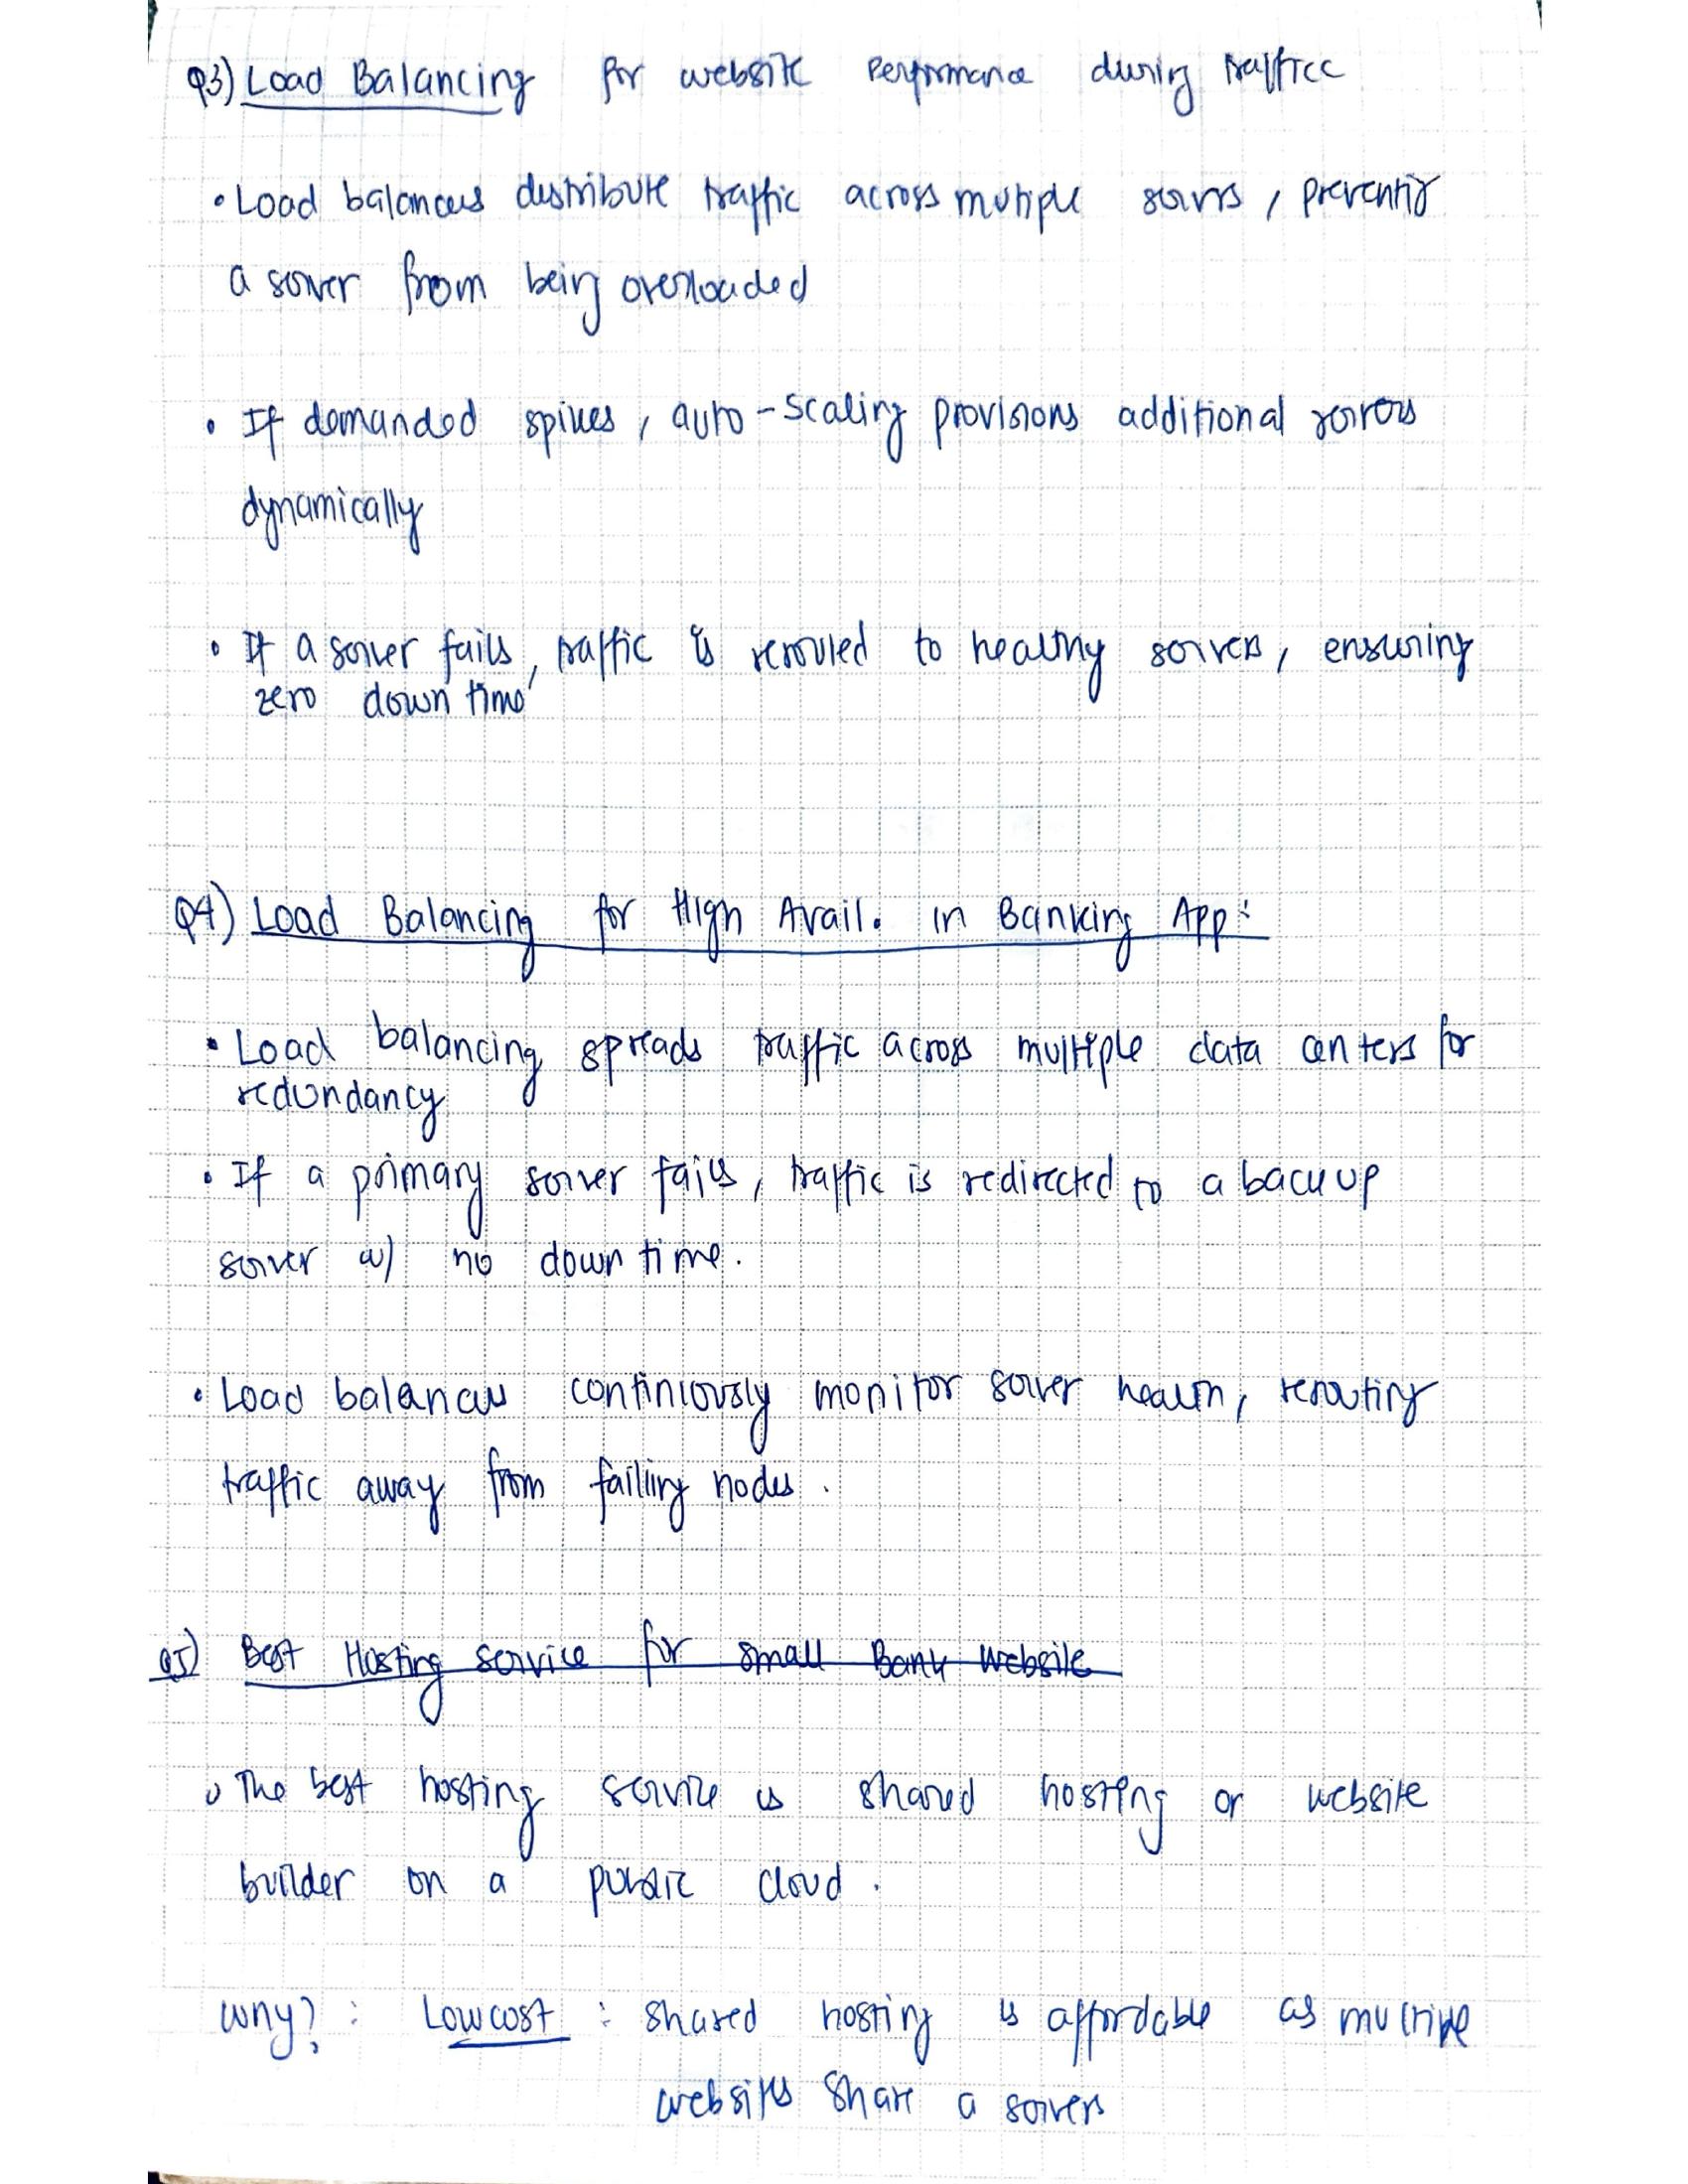 Q3) Load Balancing for website Performance during traffice
• Load balancers distribute traffic across mutiple servers, preventing
a server from being overloaded
• If demanded spikes, auto-scaling provisions additional servers
dynamically
• If a server fails, traffic is rerouted to healthy servers, ensuring
zero down time
Q4) Load Balancing for High Avail. in Banking App:
• Load balancing spreads traffic across multiple data centers for
redundancy
• If a primary server fails, traffic is redirected to a backup
server w/ no down time.
• Load balancers continiously monitor server health, rerouting
traffic away from failling nodes.
Q5) Best Hosting service for small Bank Website
• The best hosting service is shared hosting or website
builder on a public cloud.
Why? : Low cost : shared hosting is affordable as multiple
websites share a servers